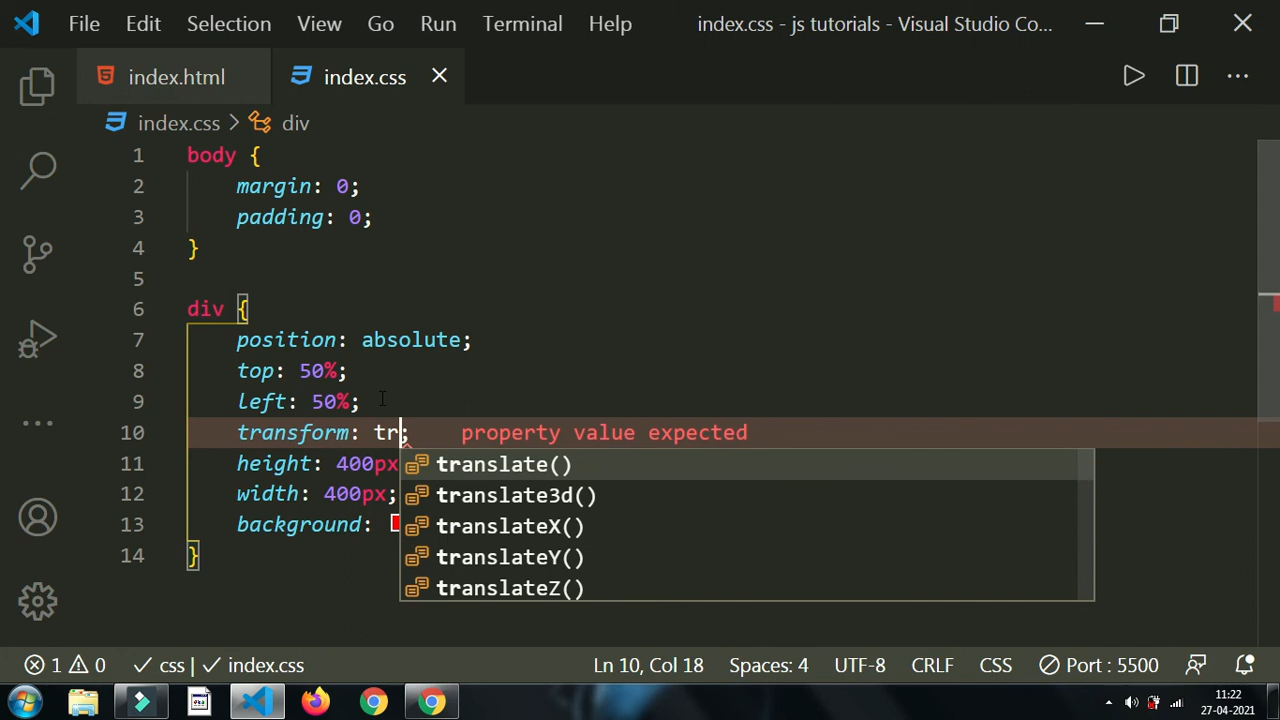 File Edit Selection View Go Run Terminal Help index.css - js tutorials - Visual Studio Co...
index.html index.css
index.css > div
1 body {
2 margin: 0;
3 padding: 0;
4 }
5
6 div {
7 position: absolute;
8 top: 50%;
9 left: 50%;
10 transform: tr; property value expected
11 height: 400px
translate()
12 width: 400px;
translate3d()
13 background:
translateX()
14 }
translateY()
translateZ()
1 0 css | index.css Ln 10, Col 18 Spaces: 4 UTF-8 CRLF CSS Port : 5500
11:22
27-04-2021